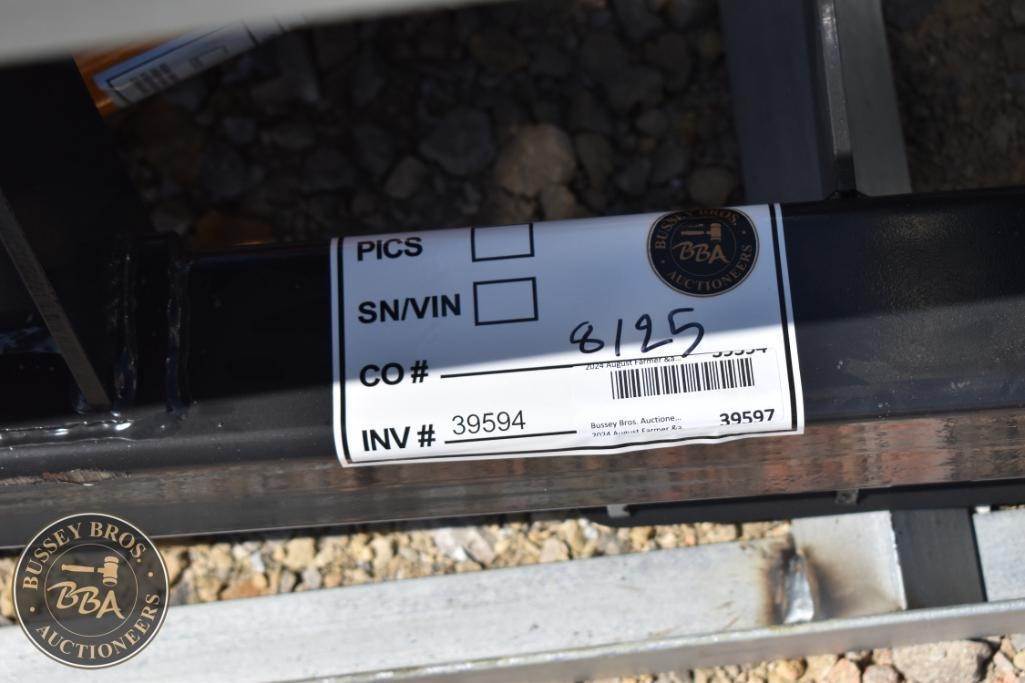 PICS
BUSSEY BROS.
BBA
AUCTIONEERS
SN/VIN
8125
CO #
39594
2024 August Farmer &a...
INV # 39594
Bussey Bros. Auctione...
39597
2024 August Farmer &a...
BUSSEY BROS.
BBA
AUCTIONEERS